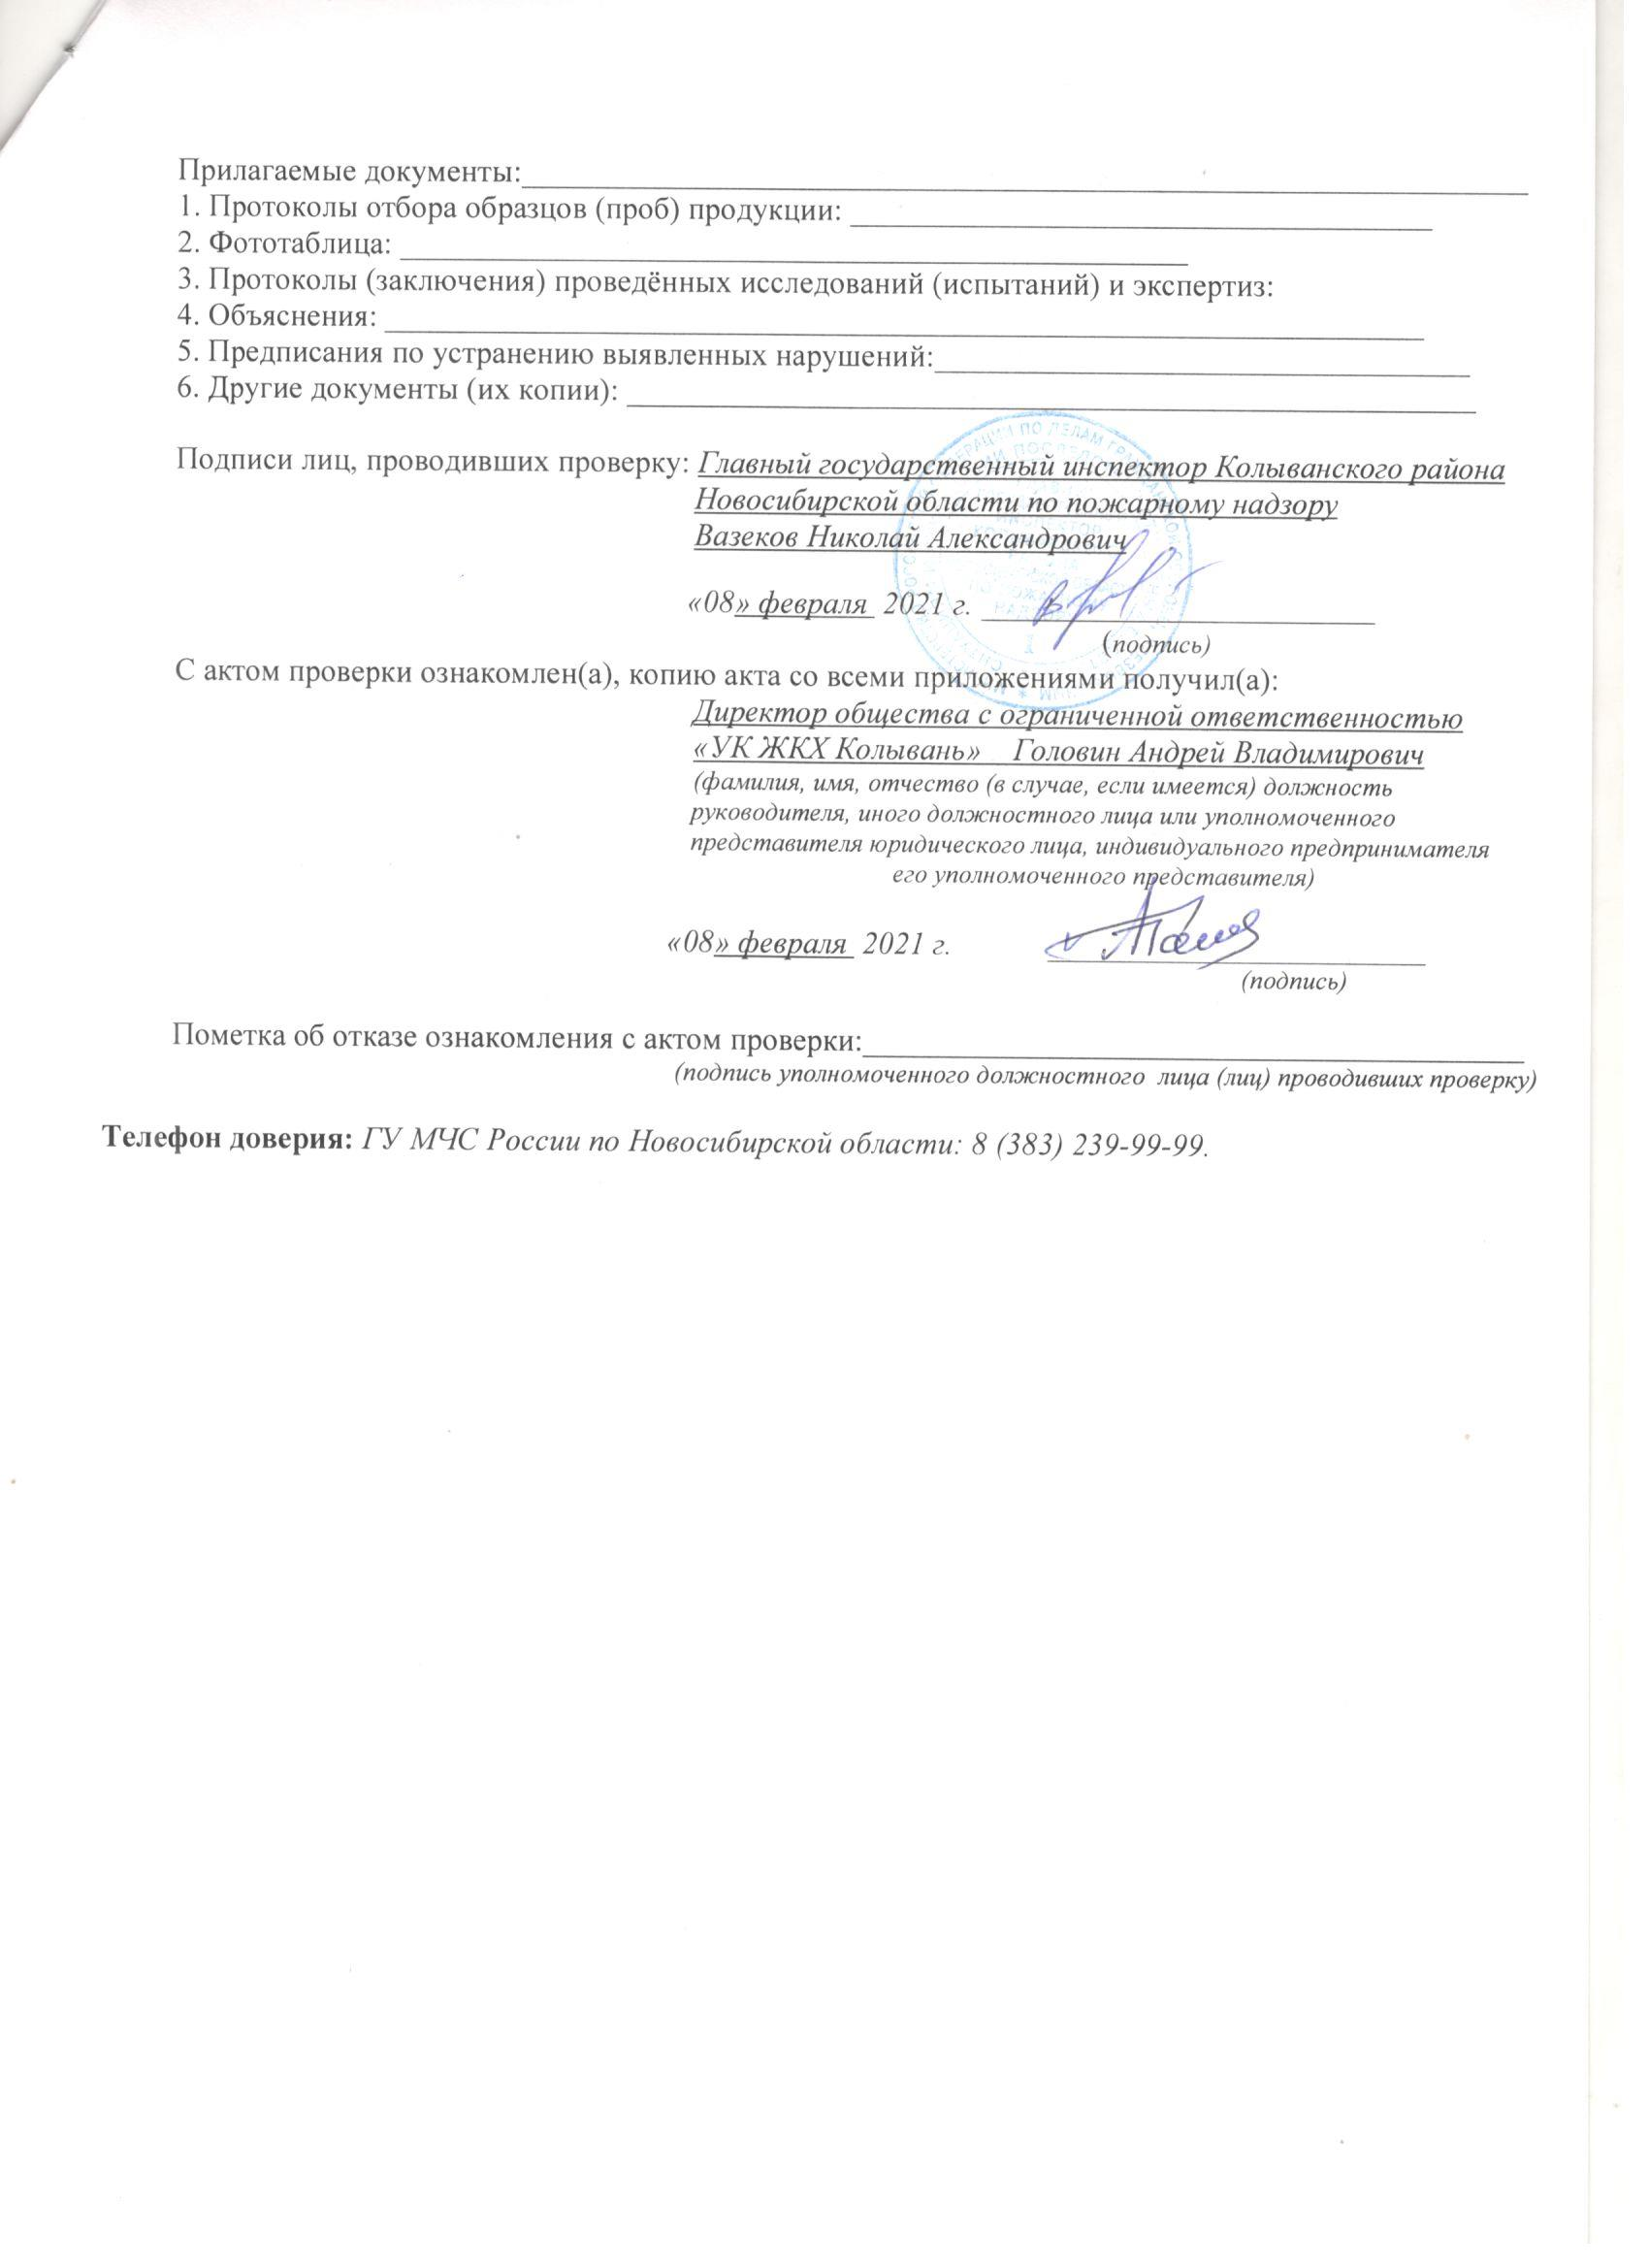 Прилагаемые документы:
1. Протоколы отбора образцов (проб) продукции:
2. Фототаблица:
3. Протоколы (заключения) проведённых исследований (испытаний) и экспертиз:
4. Объяснения:
5. Предписания по устранению выявленных нарушений:
6. Другие документы (их копии):
Подписи лиц, проводивших проверку: Главный государственный инспектор Колыванского района
Новосибирской области по пожарному надзору
Вазеков Николай Александрович
«08» февраля 2021 г.
(подпись)
С актом проверки ознакомлен(а), копию акта со всеми приложениями получил(а):
Директор общества с ограниченной ответственностью
«УК ЖКХ Колывань» Головин Андрей Владимирович
(фамилия, имя, отчество (в случае, если имеется) должность
руководителя, иного должностного лица или уполномоченного
представителя юридического лица, индивидуального предпринимателя
его уполномоченного представителя)
«08» февраля 2021 г.
(подпись)
Пометка об отказе ознакомления с актом проверки:
(подпись уполномоченного должностного лица (лиц) проводивших проверку)
Телефон доверия: ГУ МЧС России по Новосибирской области: 8 (383) 239-99-99.